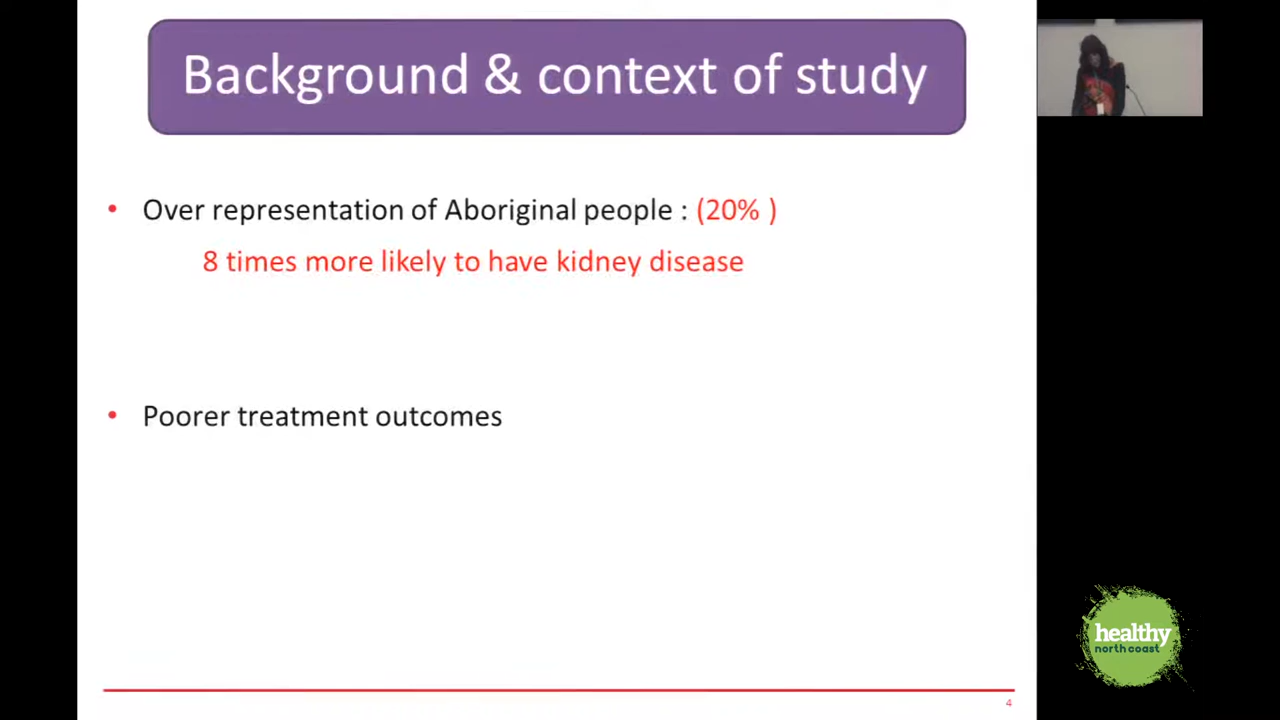 Background & context of study
• Over representation of Aboriginal people : (20% )
8 times more likely to have kidney disease
• Poorer treatment outcomes
4
healthy
north coast